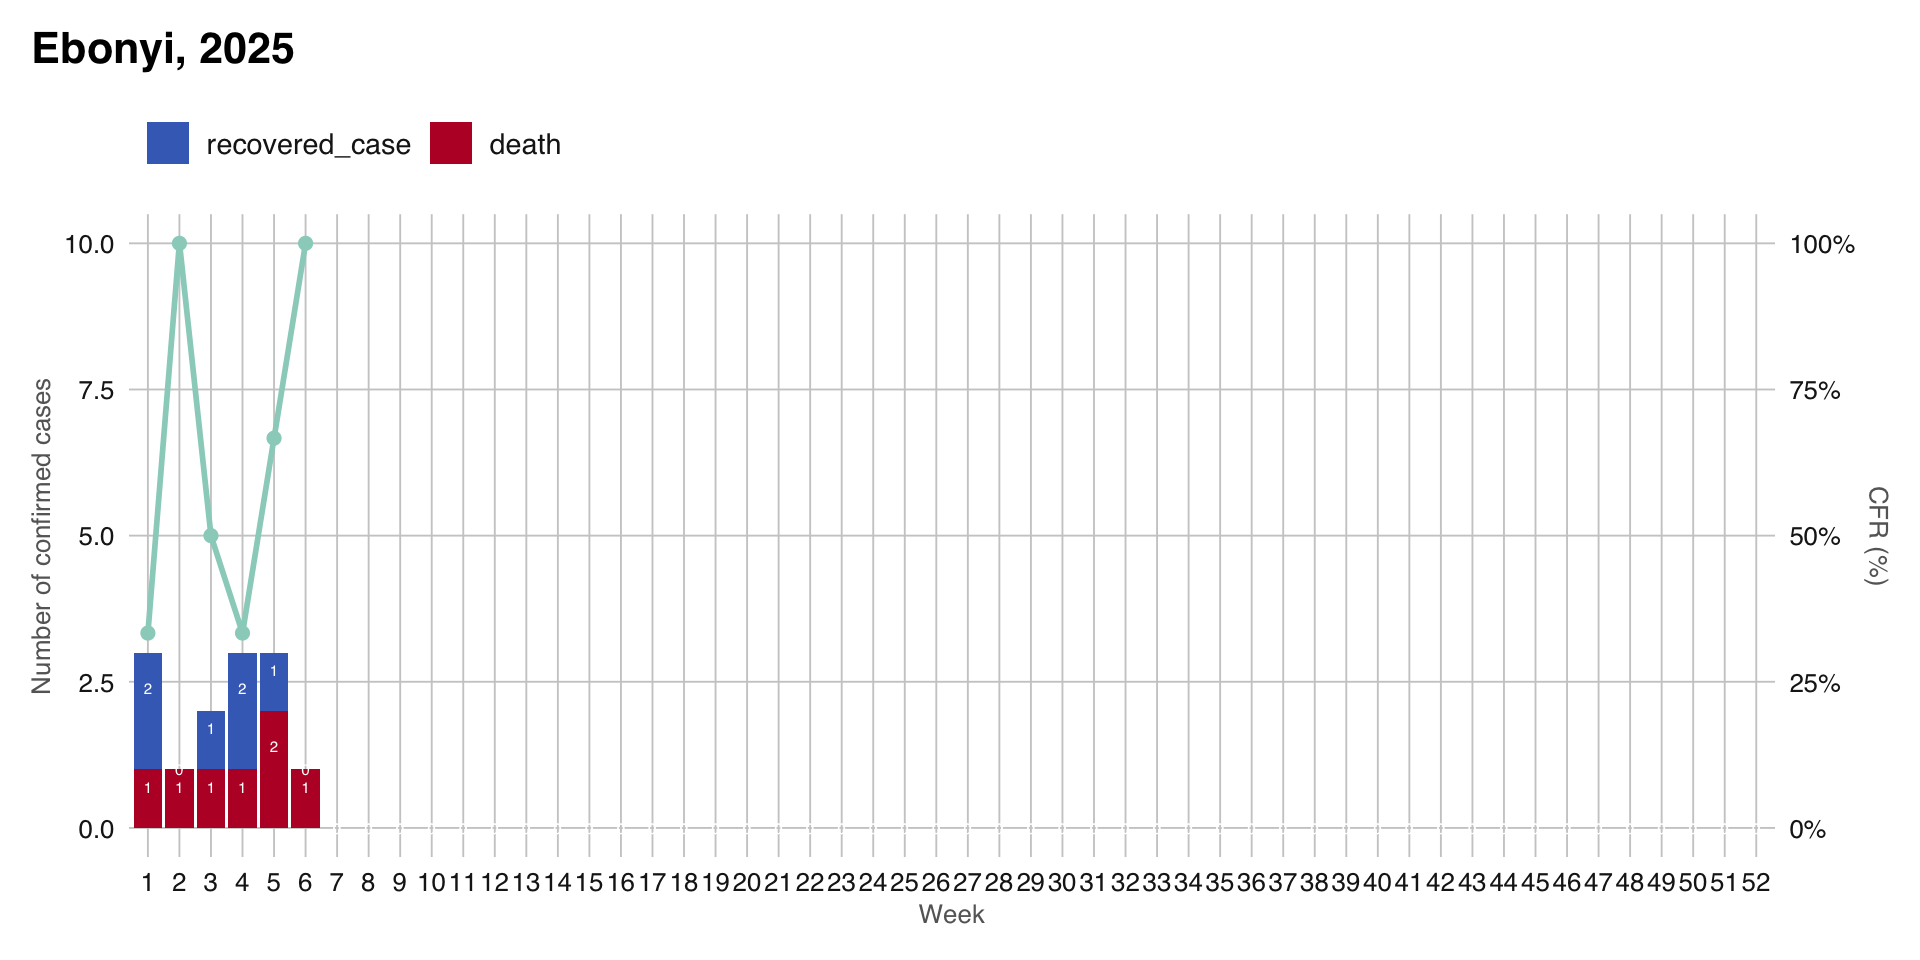 Ebonyi, 2025
recovered_case death
10.0 100%
7.5 75%
5.0 50%
2.5 25%
0.0 0%
Number of confirmed cases
CFR (%)
2 2 1
1 2
0 0
1 1 1 1 1
1 2 3 4 5 6 7 8 9 10 11 12 13 14 15 16 17 18 19 20 21 22 23 24 25 26 27 28 29 30 31 32 33 34 35 36 37 38 39 40 41 42 43 44 45 46 47 48 49 50 51 52
Week